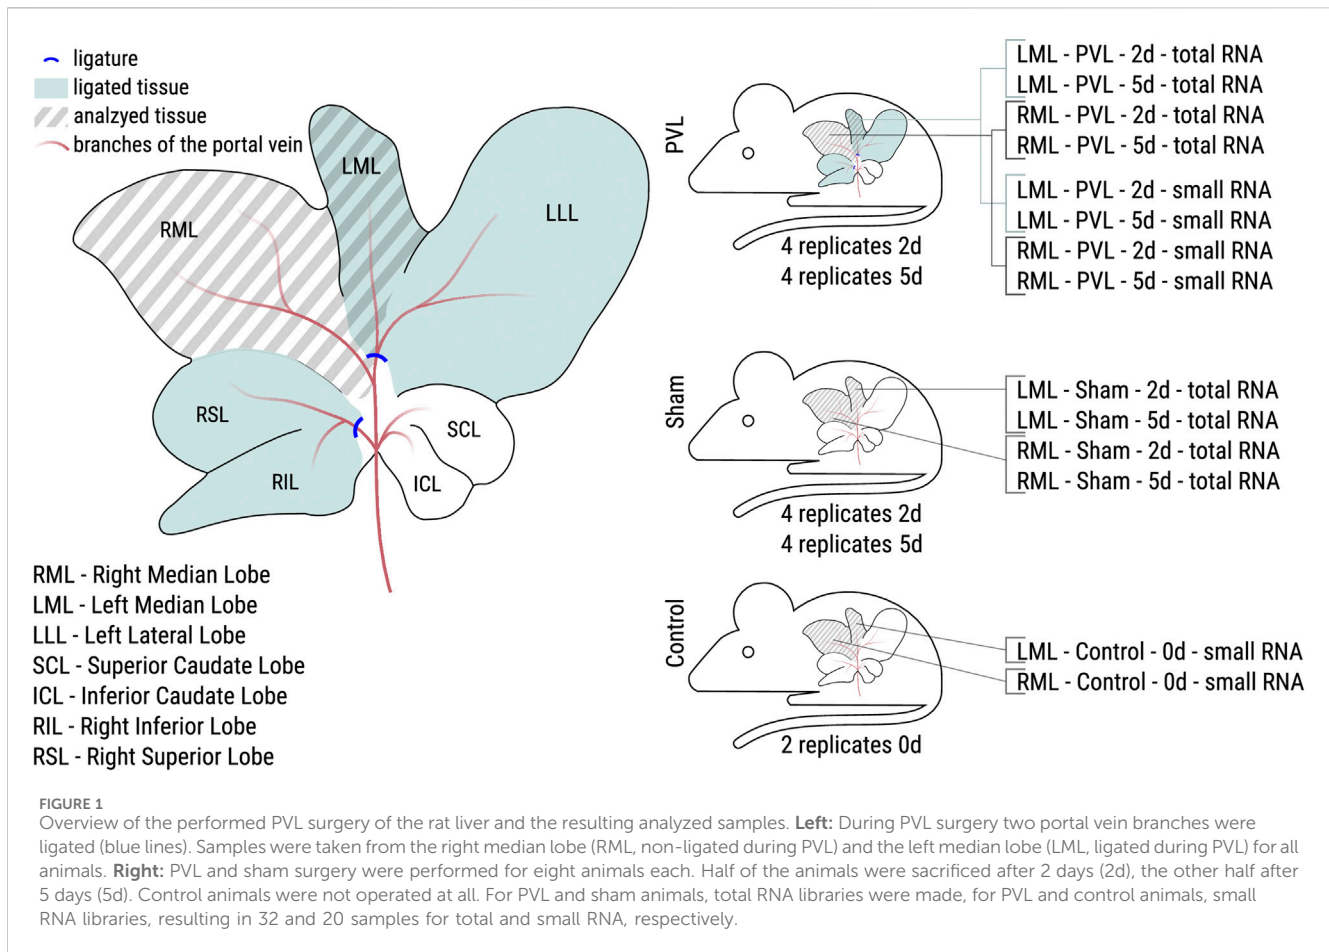 ligature
ligated tissue
analzyed tissue
branches of the portal vein
RML
LML
LLL
RSL
RIL
SCL
ICL
RML - Right Median Lobe
LML - Left Median Lobe
LLL - Left Lateral Lobe
SCL - Superior Caudate Lobe
ICL - Inferior Caudate Lobe
RIL - Right Inferior Lobe
RSL - Right Superior Lobe
PVL
4 replicates 2d
4 replicates 5d
LML - PVL - 2d - total RNA
LML - PVL - 5d - total RNA
RML - PVL - 2d - total RNA
RML - PVL - 5d - total RNA
LML - PVL - 2d - small RNA
LML - PVL - 5d - small RNA
RML - PVL - 2d - small RNA
RML - PVL - 5d - small RNA
Sham
4 replicates 2d
4 replicates 5d
LML - Sham - 2d - total RNA
LML - Sham - 5d - total RNA
RML - Sham - 2d - total RNA
RML - Sham - 5d - total RNA
Control
2 replicates 0d
LML - Control - 0d - small RNA
RML - Control - 0d - small RNA
FIGURE 1
Overview of the performed PVL surgery of the rat liver and the resulting analyzed samples. Left: During PVL surgery two portal vein branches were
ligated (blue lines). Samples were taken from the right median lobe (RML, non-ligated during PVL) and the left median lobe (LML, ligated during PVL) for all
animals. Right: PVL and sham surgery were performed for eight animals each. Half of the animals were sacrificed after 2 days (2d), the other half after
5 days (5d). Control animals were not operated at all. For PVL and sham animals, total RNA libraries were made, for PVL and control animals, small
RNA libraries, resulting in 32 and 20 samples for total and small RNA, respectively.